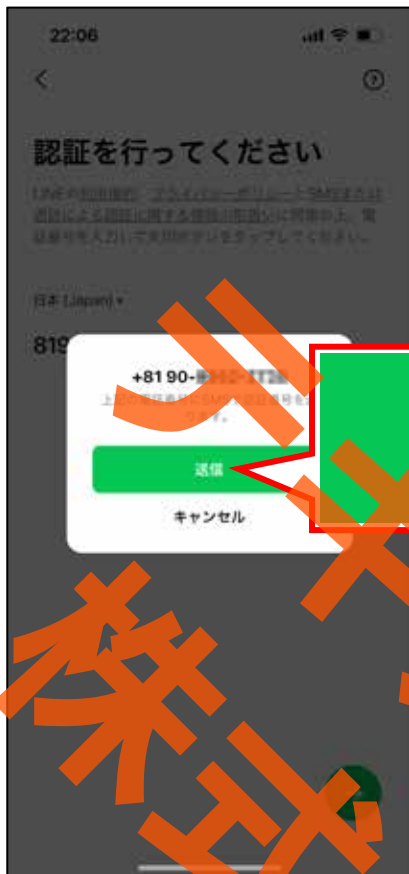 22:06
認証を行ってください
LINEの利用規約、プライバシーポリシーとSMSまたは
通話による認証に関する情報の取扱いに同意の上、電
話番号を入力して矢印ボタンをタップしてください。
日本 (Japan)
819
+81 90-
上記の電話番号にSMSで認証番号を
ります。
送信
キャンセル
株式